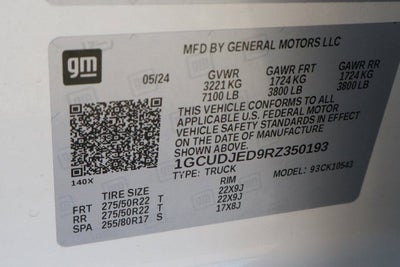 gm
MFD BY GENERAL MOTORS LLC
05/24 GVWR GAWR FRT GAWR RR
3221 KG 1724 KG 1724 KG
7100 LB 3800 LB 3800 LB
THIS VEHICLE CONFORMS TO ALL
APPLICABLE U.S. FEDERAL MOTOR
VEHICLE SAFETY STANDARDS IN EFFECT
ON THE DATE OF MANUFACTURE
SHOWN ABOVE.
1GCUDJED9RZ350193
140X TYPE: TRUCK MODEL: 93CK10543
TIRE SIZE RIM
FRT 275/50R22 T 22X9J
RR 275/50R22 T 22X9J
SPA 255/80R17 S 17X8J